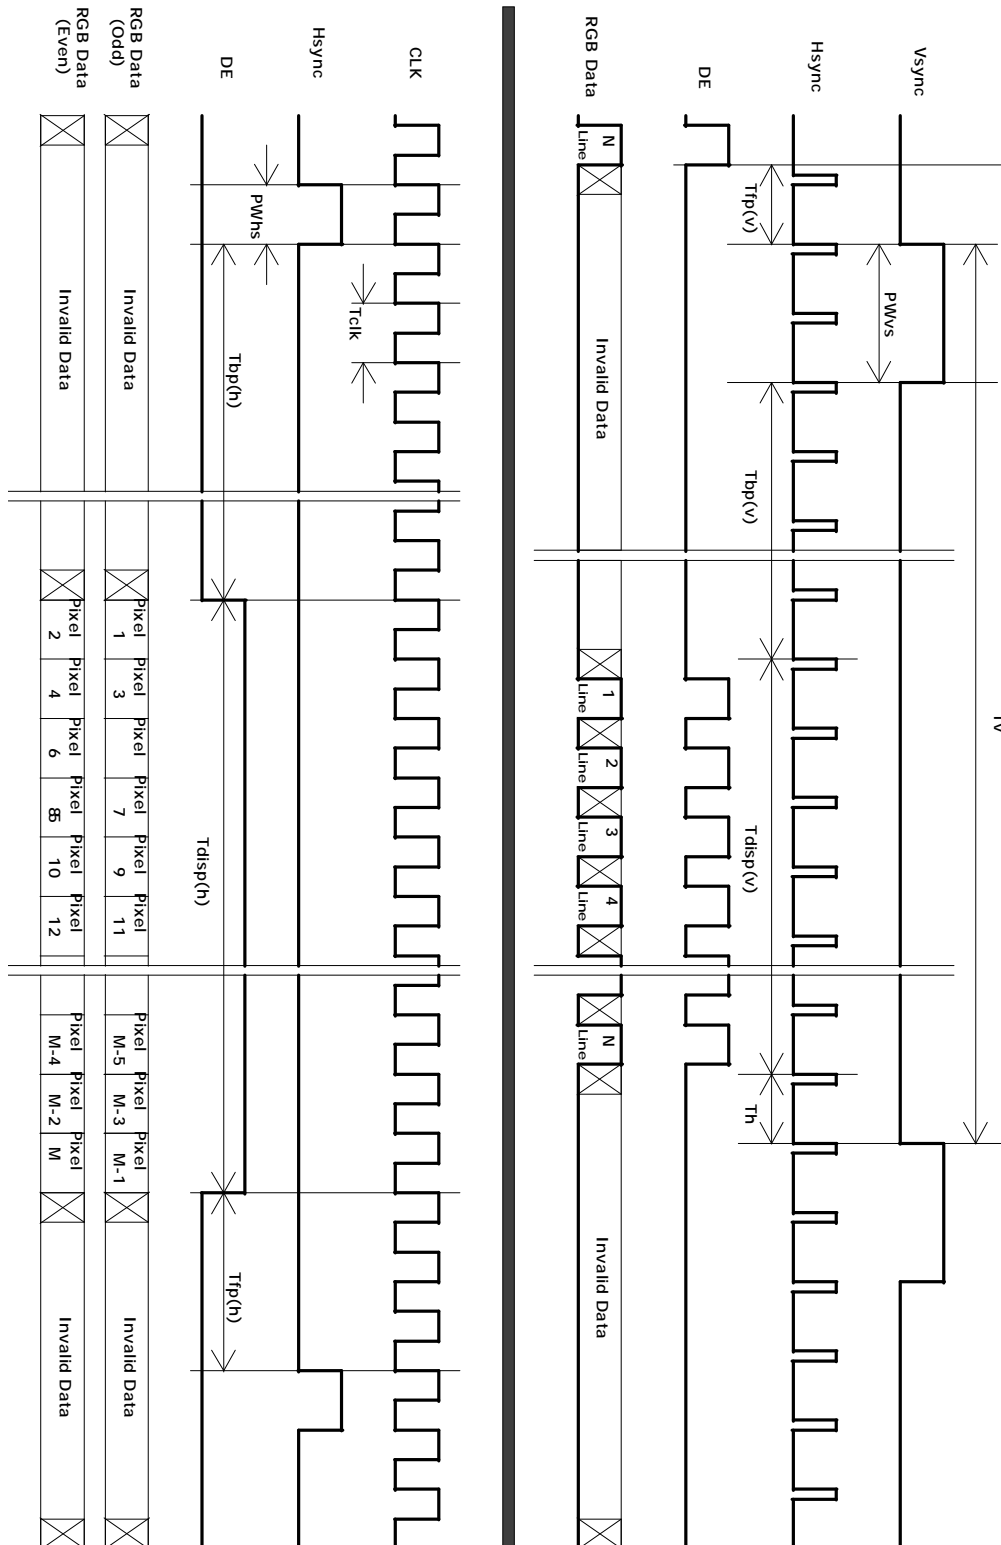 Tv
Vsync
PWvs
Hsync
Tfp(v)
Tbp(v)
Tdisp(v)
Th
DE
RGB Data
Line N
Invalid Data
Line 1
Line 2
Line 3
Line 4
Line N
Invalid Data
CLK
Tclk
Hsync
PWhs
DE
Tbp(h)
Tdisp(h)
Tfp(h)
RGB Data
(Odd)
Invalid Data
Pixel 1
Pixel 3
Pixel
Pixel 7
Pixel 9
Pixel 11
Pixel M-5
Pixel M-3
Pixel M-1
Invalid Data
RGB Data
(Even)
Invalid Data
Pixel 2
Pixel 4
Pixel 6
Pixel 85
Pixel 10
Pixel 12
Pixel M-4
Pixel M-2
Pixel M
Invalid Data